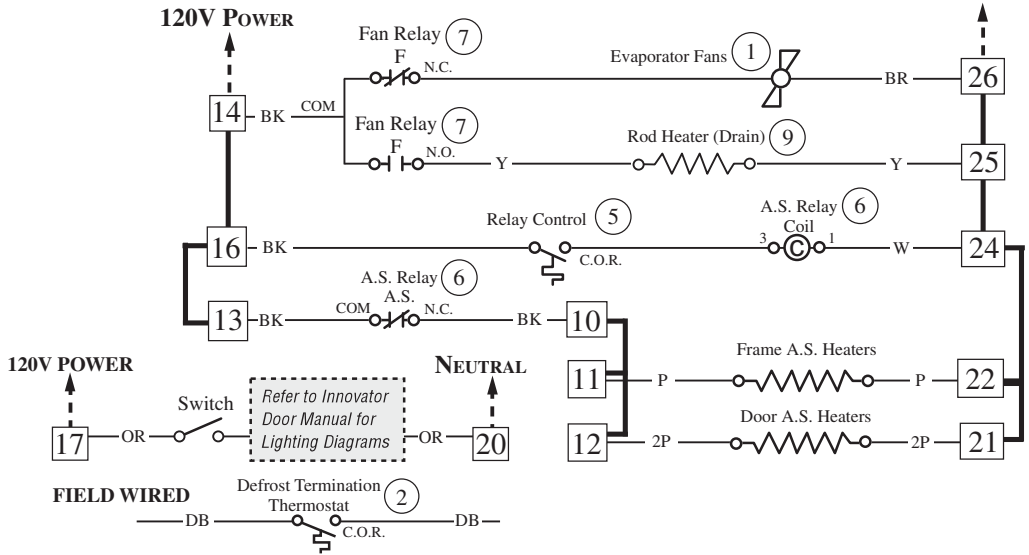 120V POWER
Fan Relay 7
F
N.C.
Evaporator Fans 1
BR
26
14
BK
COM
Fan Relay 7
F
N.O.
Y
Rod Heater (Drain) 9
Y
25
16
BK
Relay Control 5
C.O.R.
A.S. Relay 6
Coil
3
C
1
W
24
13
BK
COM
A.S. Relay 6
A.S.
N.C.
BK
10
11
P
Frame A.S. Heaters
P
22
12
2P
Door A.S. Heaters
2P
21
120V POWER
NEUTRAL
17
OR
Switch
Refer to Innovator
Door Manual for
Lighting Diagrams
OR
20
FIELD WIRED
Defrost Termination 2
Thermostat
DB
C.O.R.
DB